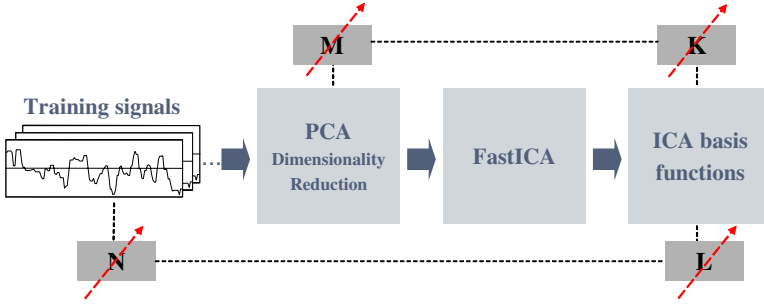 M
K
Training signals
PCA
Dimensionality
Reduction
FastICA
ICA basis
functions
...
N
L